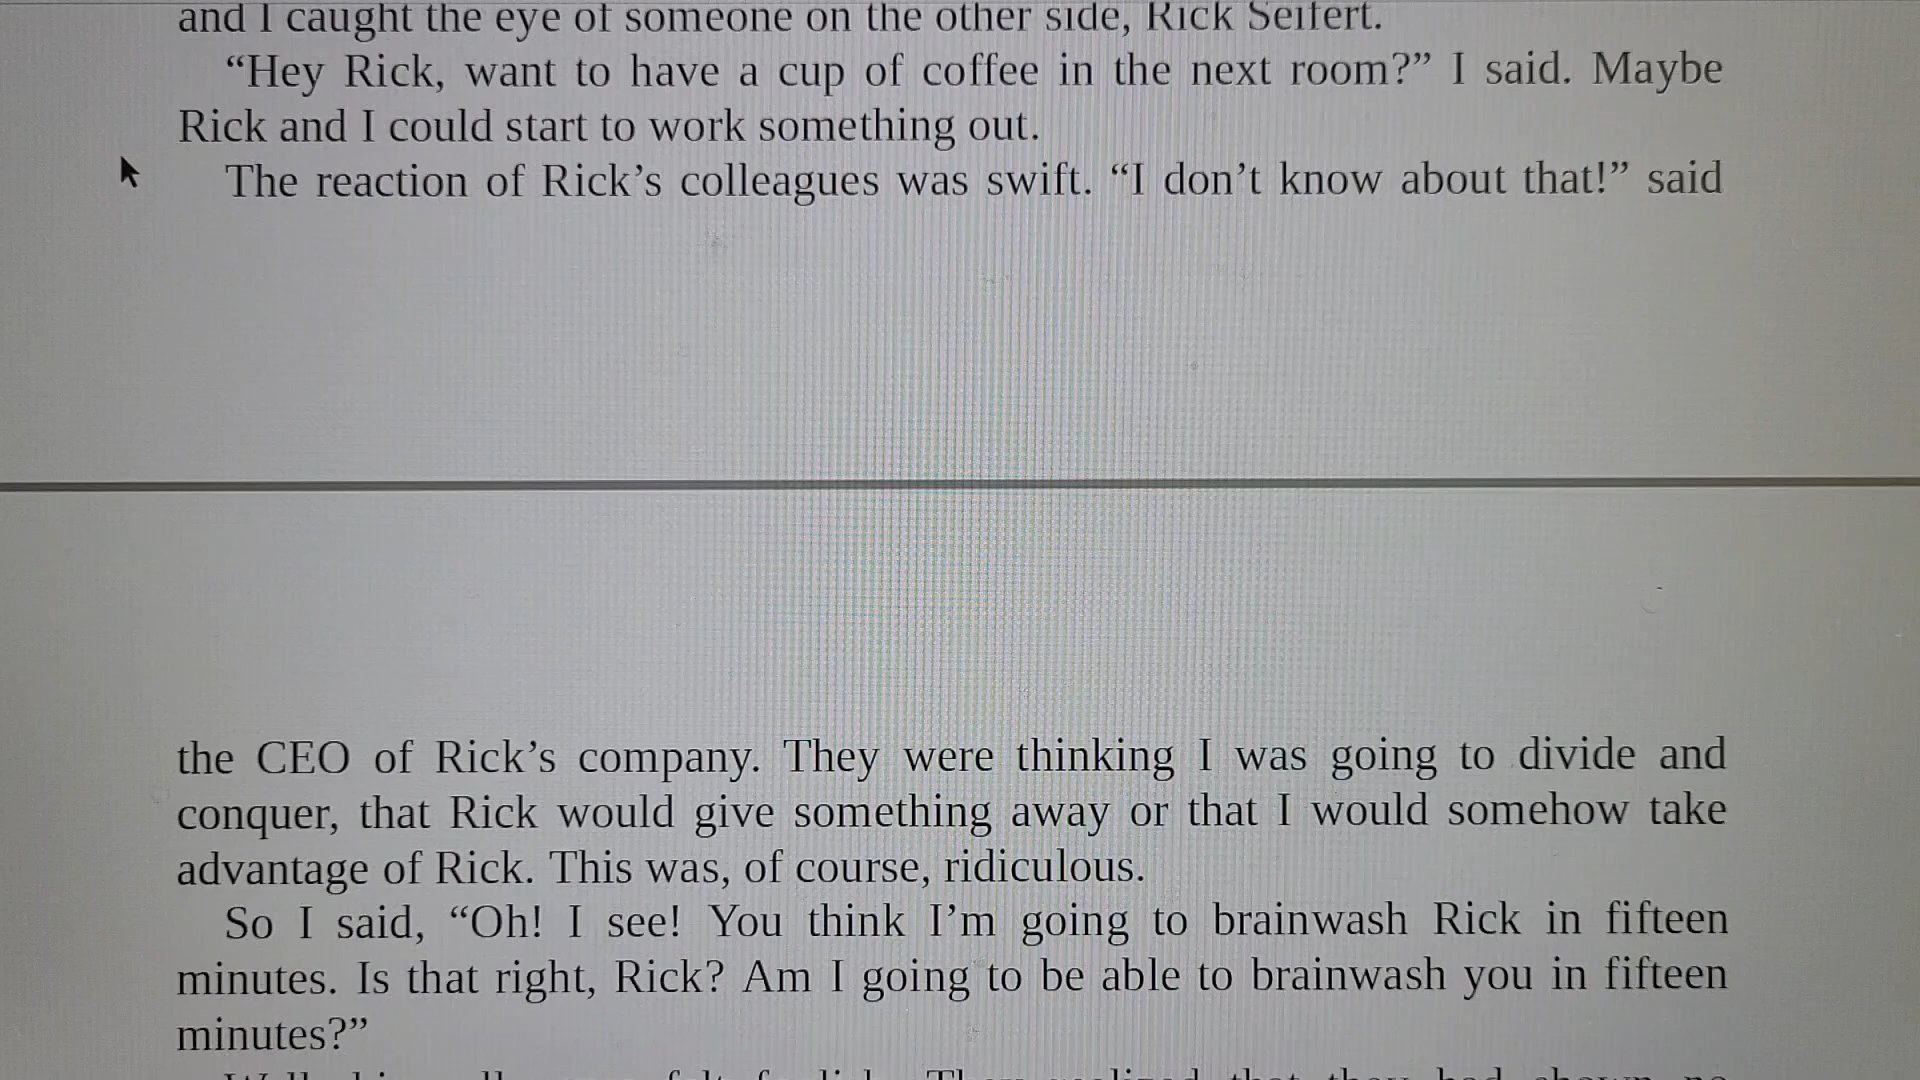 and I caught the eye of someone on the other side, Rick Seifert.
“Hey Rick, want to have a cup of coffee in the next room?” I said. Maybe
Rick and I could start to work something out.
The reaction of Rick’s colleagues was swift. “I don’t know about that!” said
the CEO of Rick’s company. They were thinking I was going to divide and
conquer, that Rick would give something away or that I would somehow take
advantage of Rick. This was, of course, ridiculous.
So I said, “Oh! I see! You think I’m going to brainwash Rick in fifteen
minutes. Is that right, Rick? Am I going to be able to brainwash you in fifteen
minutes?”